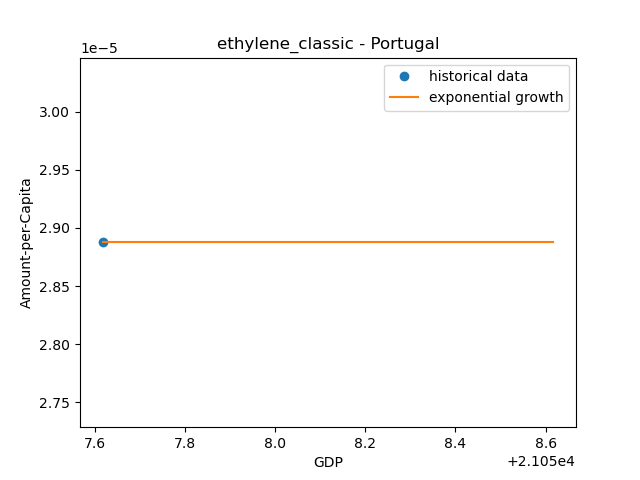 ethylene_classic - Portugal
1e−5
historical data
exponential growth
3.00
2.95
2.90
2.85
2.80
2.75
Amount-per-Capita
7.6 7.8 8.0 8.2 8.4 8.6
+2.105e4
GDP